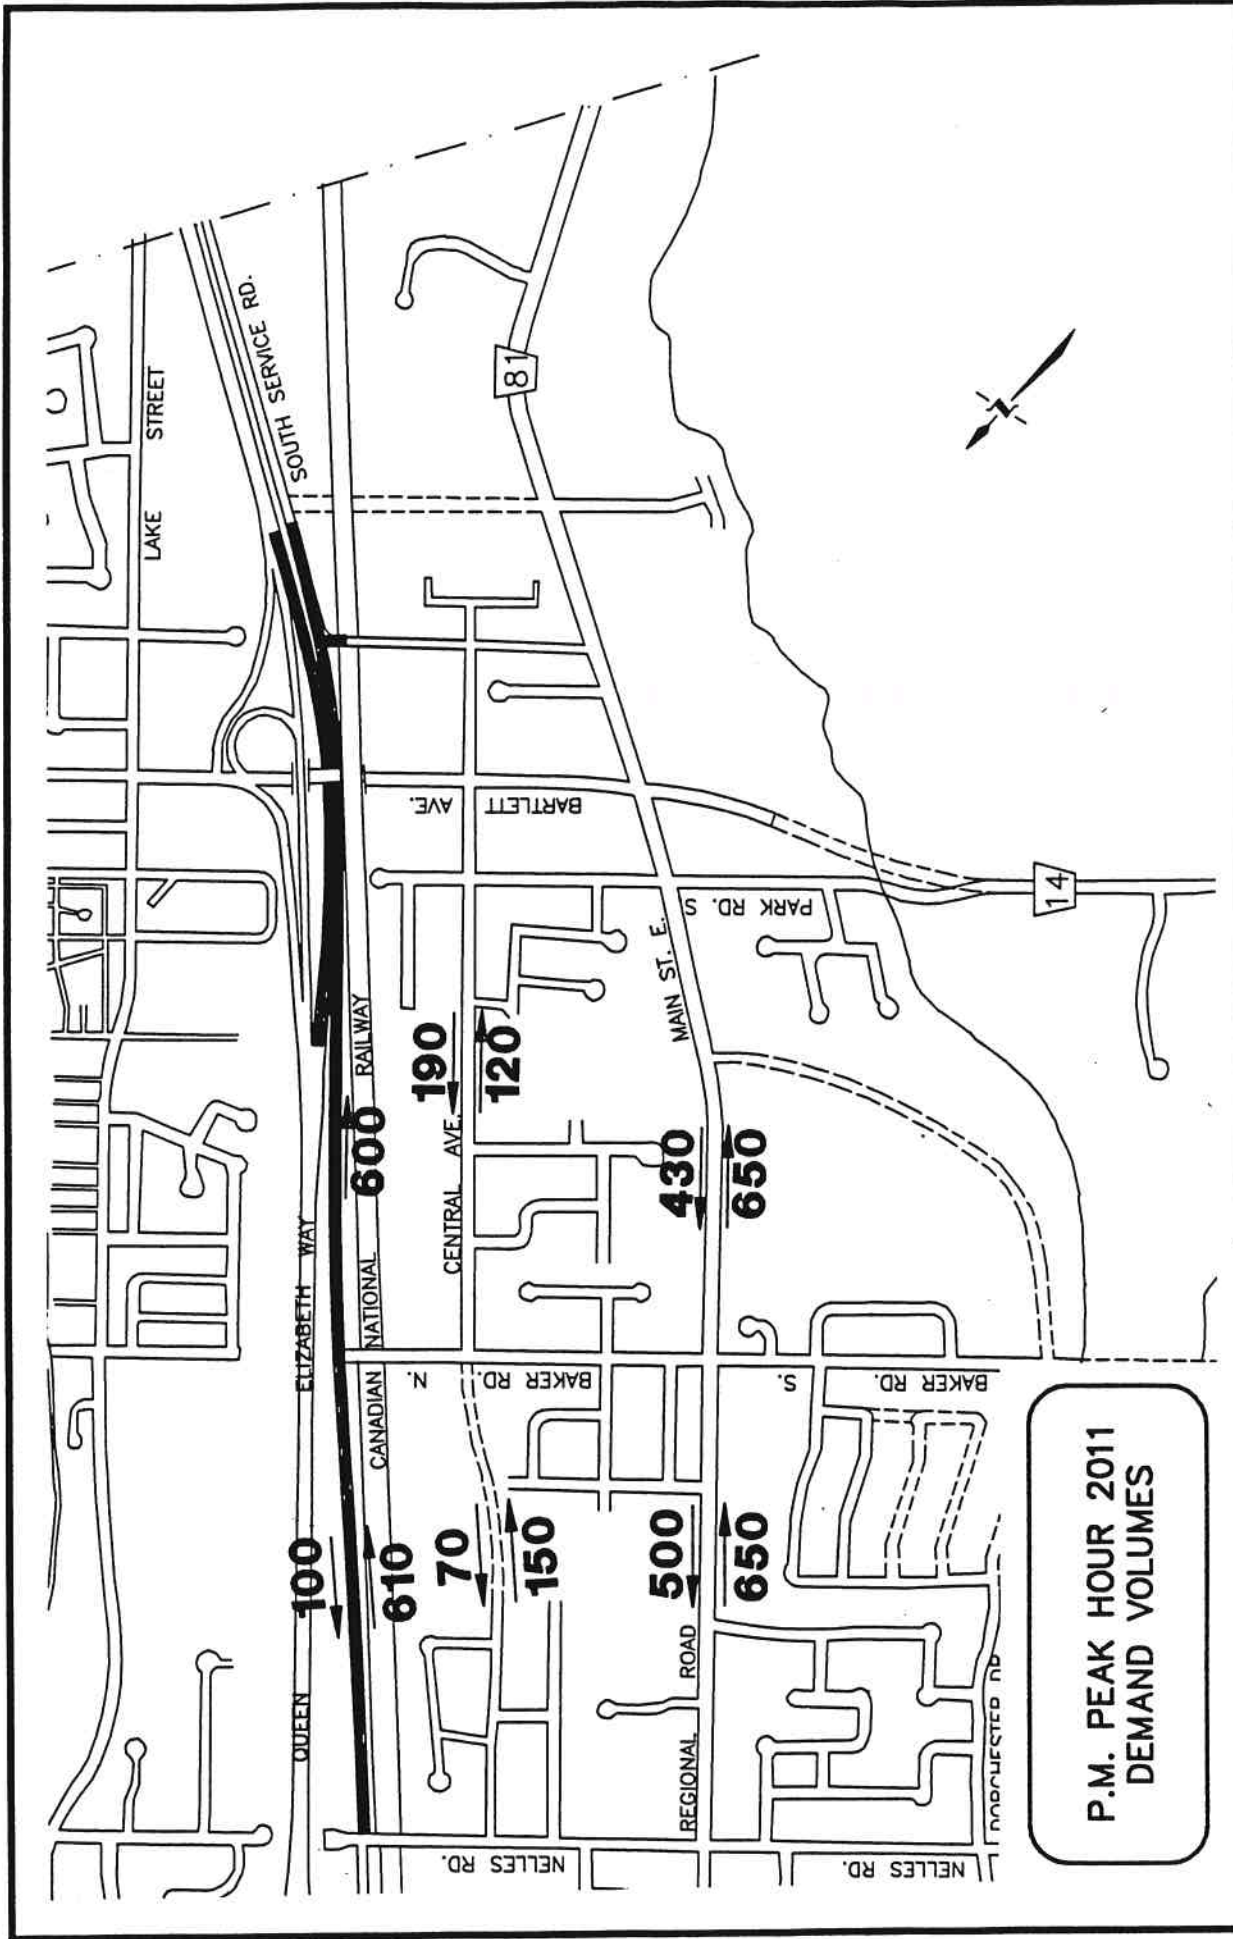 LAKE STREET
SOUTH SERVICE RD.
81
QUEEN ELIZABETH WAY
CANADIAN NATIONAL RAILWAY
CENTRAL AVE.
BARTLETT AVE.
PARK RD. S.
14
MAIN ST. E.
REGIONAL ROAD
NELLES RD.
NELLES RD.
BAKER RD. N.
BAKER RD. S.
N
100
610
600
70
150
190
120
500
650
430
650
P.M. PEAK HOUR 2011
DEMAND VOLUMES